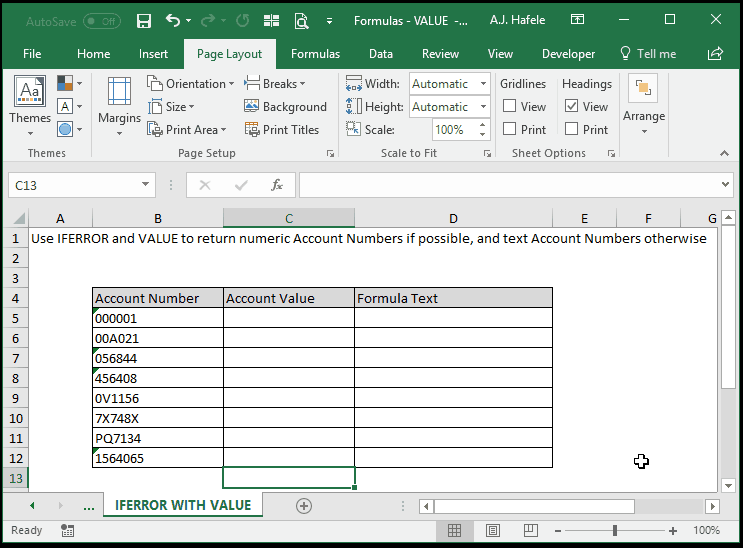 AutoSave Off Formulas - VALUE -... A.J. Hafele
File Home Insert Page Layout Formulas Data Review View Developer Tell me
Aa Themes A Margins Orientation Breaks Width: Automatic Gridlines Headings Arrange
Size Background Height: Automatic View View
Print Area Print Titles Scale: 100% Print Print
Themes Page Setup Scale to Fit Sheet Options
C13 fx
A B C D E F G
1 Use IFERROR and VALUE to return numeric Account Numbers if possible, and text Account Numbers otherwise
2
3
4 Account Number Account Value Formula Text
5 000001
6 00A021
7 056844
8 456408
9 0V1156
10 7X748X
11 PQ7134
12 1564065
13
... IFERROR WITH VALUE
Ready 100%